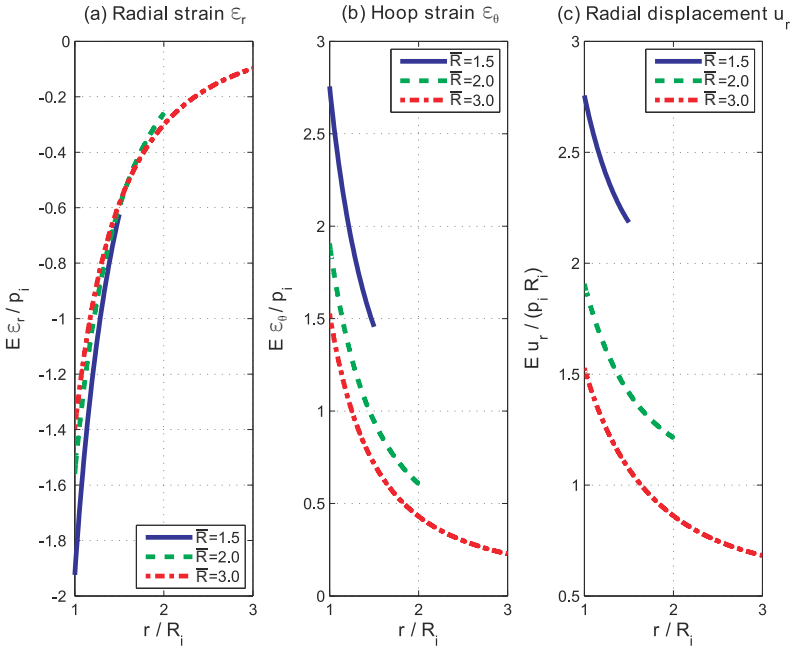 (a) Radial strain ε_r
0
-0.2
-0.4
-0.6
-0.8
-1
-1.2
-1.4
-1.6
-1.8
-2
E ε_r / p_i
R̅=1.5
R̅=2.0
R̅=3.0
1
2
3
r / R_i
(b) Hoop strain ε_θ
3
2.5
2
1.5
1
0.5
0
E ε_θ / p_i
R̅=1.5
R̅=2.0
R̅=3.0
1
2
3
r / R_i
(c) Radial displacement u_r
3
2.5
2
1.5
1
0.5
E u_r / (p_i R_i)
R̅=1.5
R̅=2.0
R̅=3.0
1
2
3
r / R_i